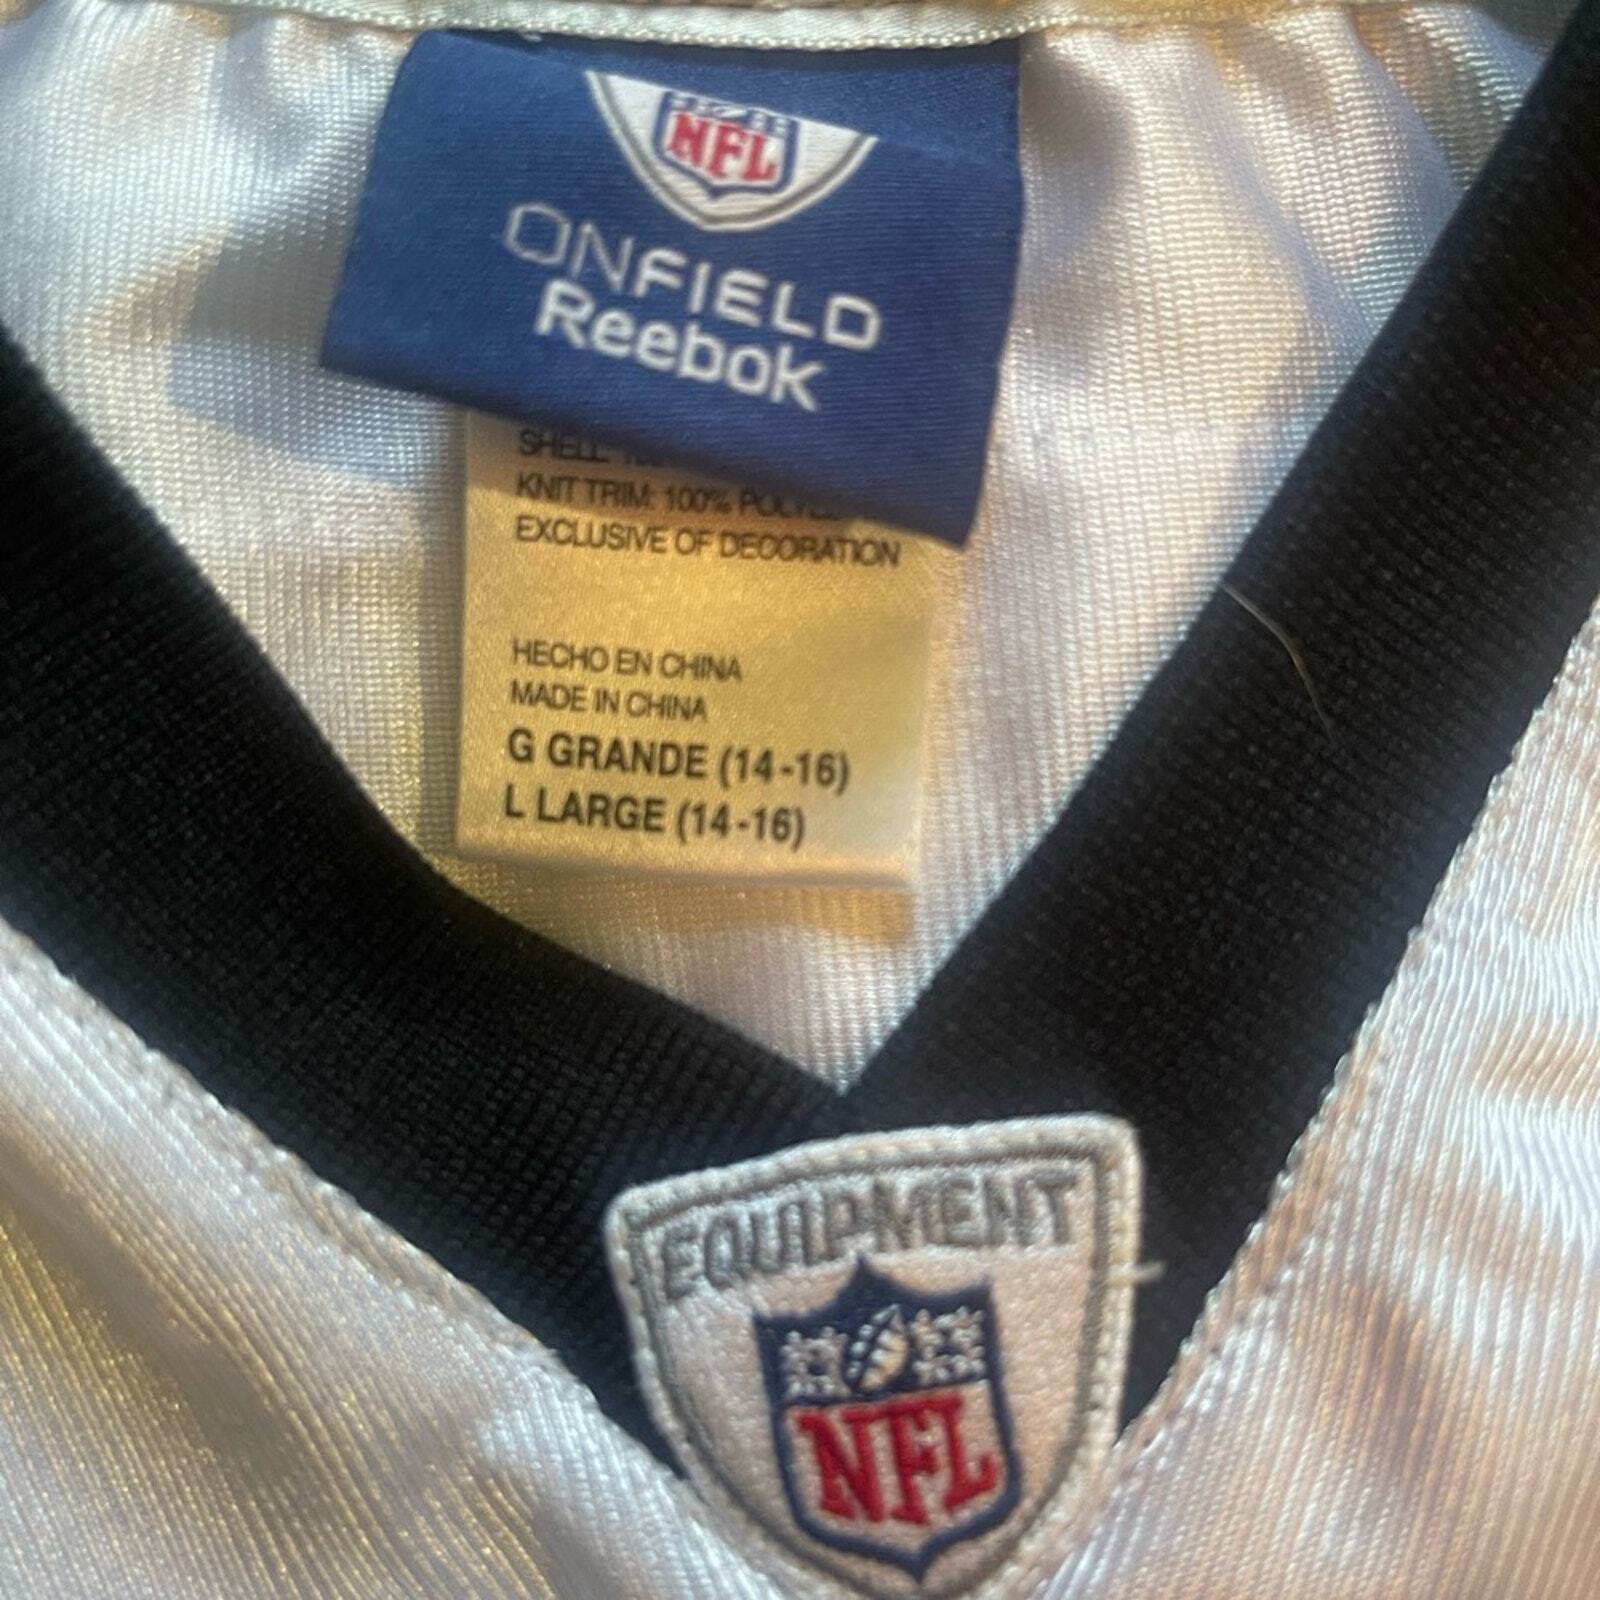 NFL
ONFIELD
Reebok
SHELL
KNIT TRIM: 100%
EXCLUSIVE OF DECORATION
HECHO EN CHINA
MADE IN CHINA
G GRANDE (14-16)
L LARGE (14-16)
EQUIPMENT
NFL